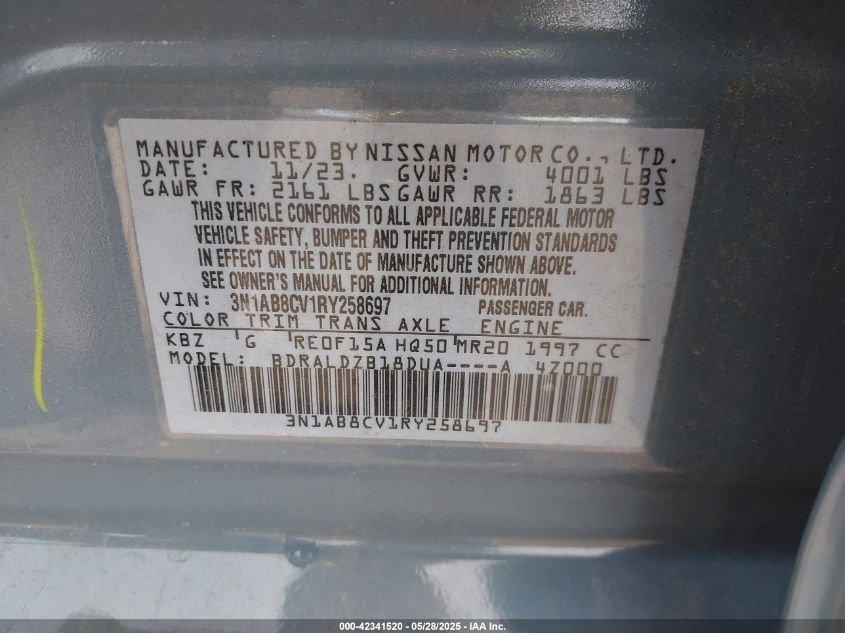 MANUFACTURED BY NISSAN MOTOR CO., LTD.
DATE: 11/23. GVWR: 4001 LBS
GAWR FR: 2161 LBS GAWR RR: 1863 LBS
THIS VEHICLE CONFORMS TO ALL APPLICABLE FEDERAL MOTOR
VEHICLE SAFETY, BUMPER AND THEFT PREVENTION STANDARDS
IN EFFECT ON THE DATE OF MANUFACTURE SHOWN ABOVE.
SEE OWNER'S MANUAL FOR ADDITIONAL INFORMATION.
VIN: 3N1AB8CV1RY258697 PASSENGER CAR.
COLOR TRIM TRANS AXLE ENGINE
KBZ G RE0F15A HQ50 MR20 1997 CC
MODEL: BDRALDZB18DUA----A 4Z000
3N1AB8CV1RY258697
000-42341520 05/28/2025 - IAA Inc.